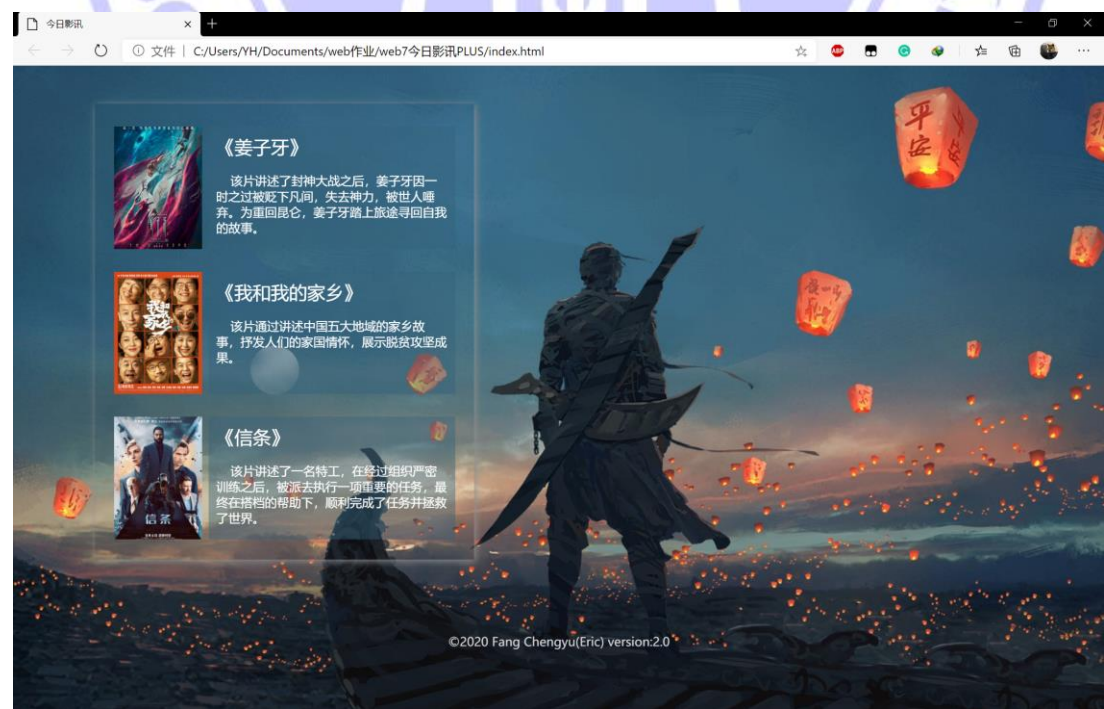 今日影讯
文件 | C:/Users/YH/Documents/web作业/web7今日影讯PLUS/index.html
ABP
《姜子牙》
该片讲述了封神大战之后，姜子牙因一
时之过被贬下凡间，失去神力，被世人唾
弃。为重回昆仑，姜子牙踏上旅途寻回自我
的故事。
《我和我的家乡》
该片通过讲述中国五大地域的家乡故
事，抒发人们的家国情怀，展示脱贫攻坚成
果。
《信条》
该片讲述了一名特工，在经过组织严密
训练之后，被派去执行一项重要的任务，最
终在搭档的帮助下，顺利完成了任务并拯救
了世界。
信条
平安
©2020 Fang Chengyu(Eric) version:2.0